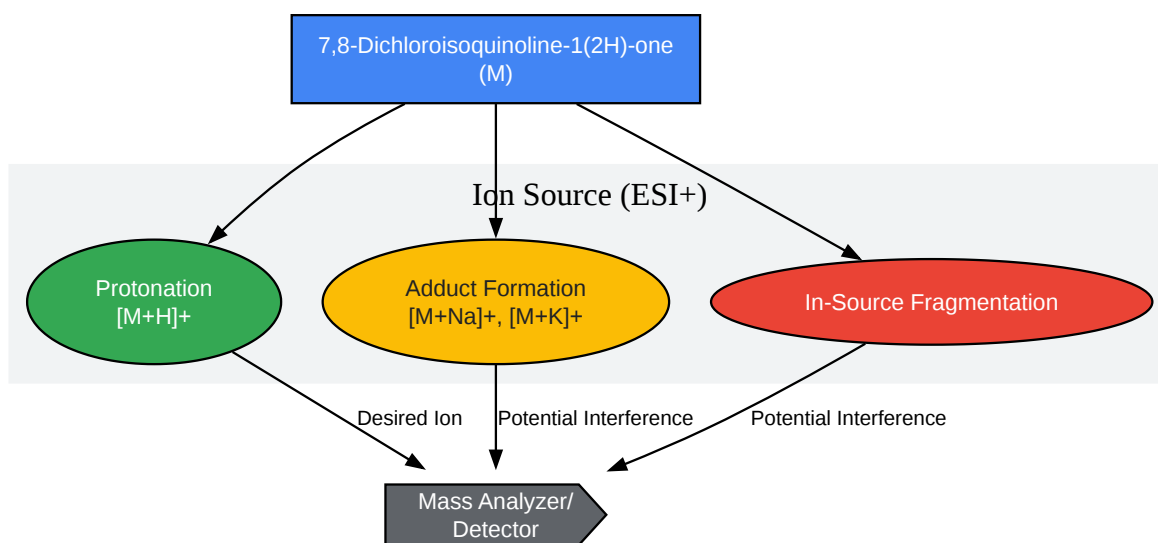 7,8-Dichloroisoquinoline-1(2H)-one
(M)
Ion Source (ESI+)
Protonation
[M+H]+
Adduct Formation
[M+Na]+, [M+K]+
In-Source Fragmentation
Desired Ion
Potential Interference
Potential Interference
Mass Analyzer/
Detector